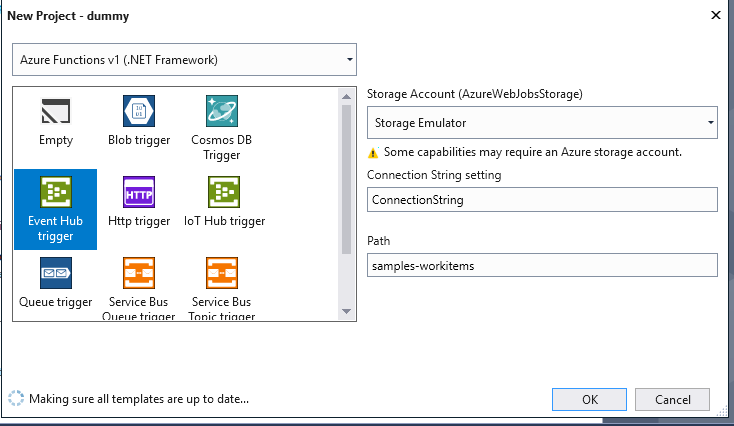 New Project - dummy
Azure Functions v1 (.NET Framework)
Empty
Blob trigger
Cosmos DB
Trigger
Event Hub
trigger
HTTP
Http trigger
IoT Hub trigger
Queue trigger
Service Bus
Queue trigger
Service Bus
Topic trigger
Storage Account (AzureWebJobsStorage)
Storage Emulator
Some capabilities may require an Azure storage account.
Connection String setting
ConnectionString
Path
samples-workitems
Making sure all templates are up to date...
OK
Cancel